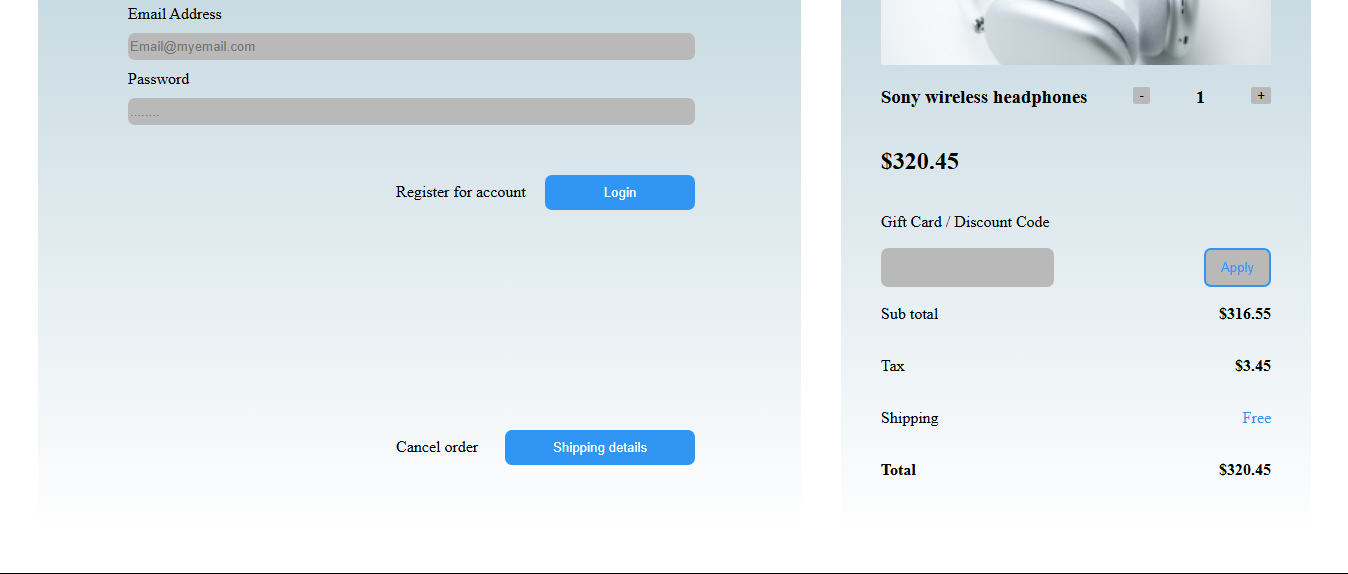 Email Address
Email@myemail.com
Password
........
Register for account
Login
Cancel order
Shipping details
Sony wireless headphones
-
1
+
$320.45
Gift Card / Discount Code
Apply
Sub total $316.55
Tax $3.45
Shipping Free
Total $320.45